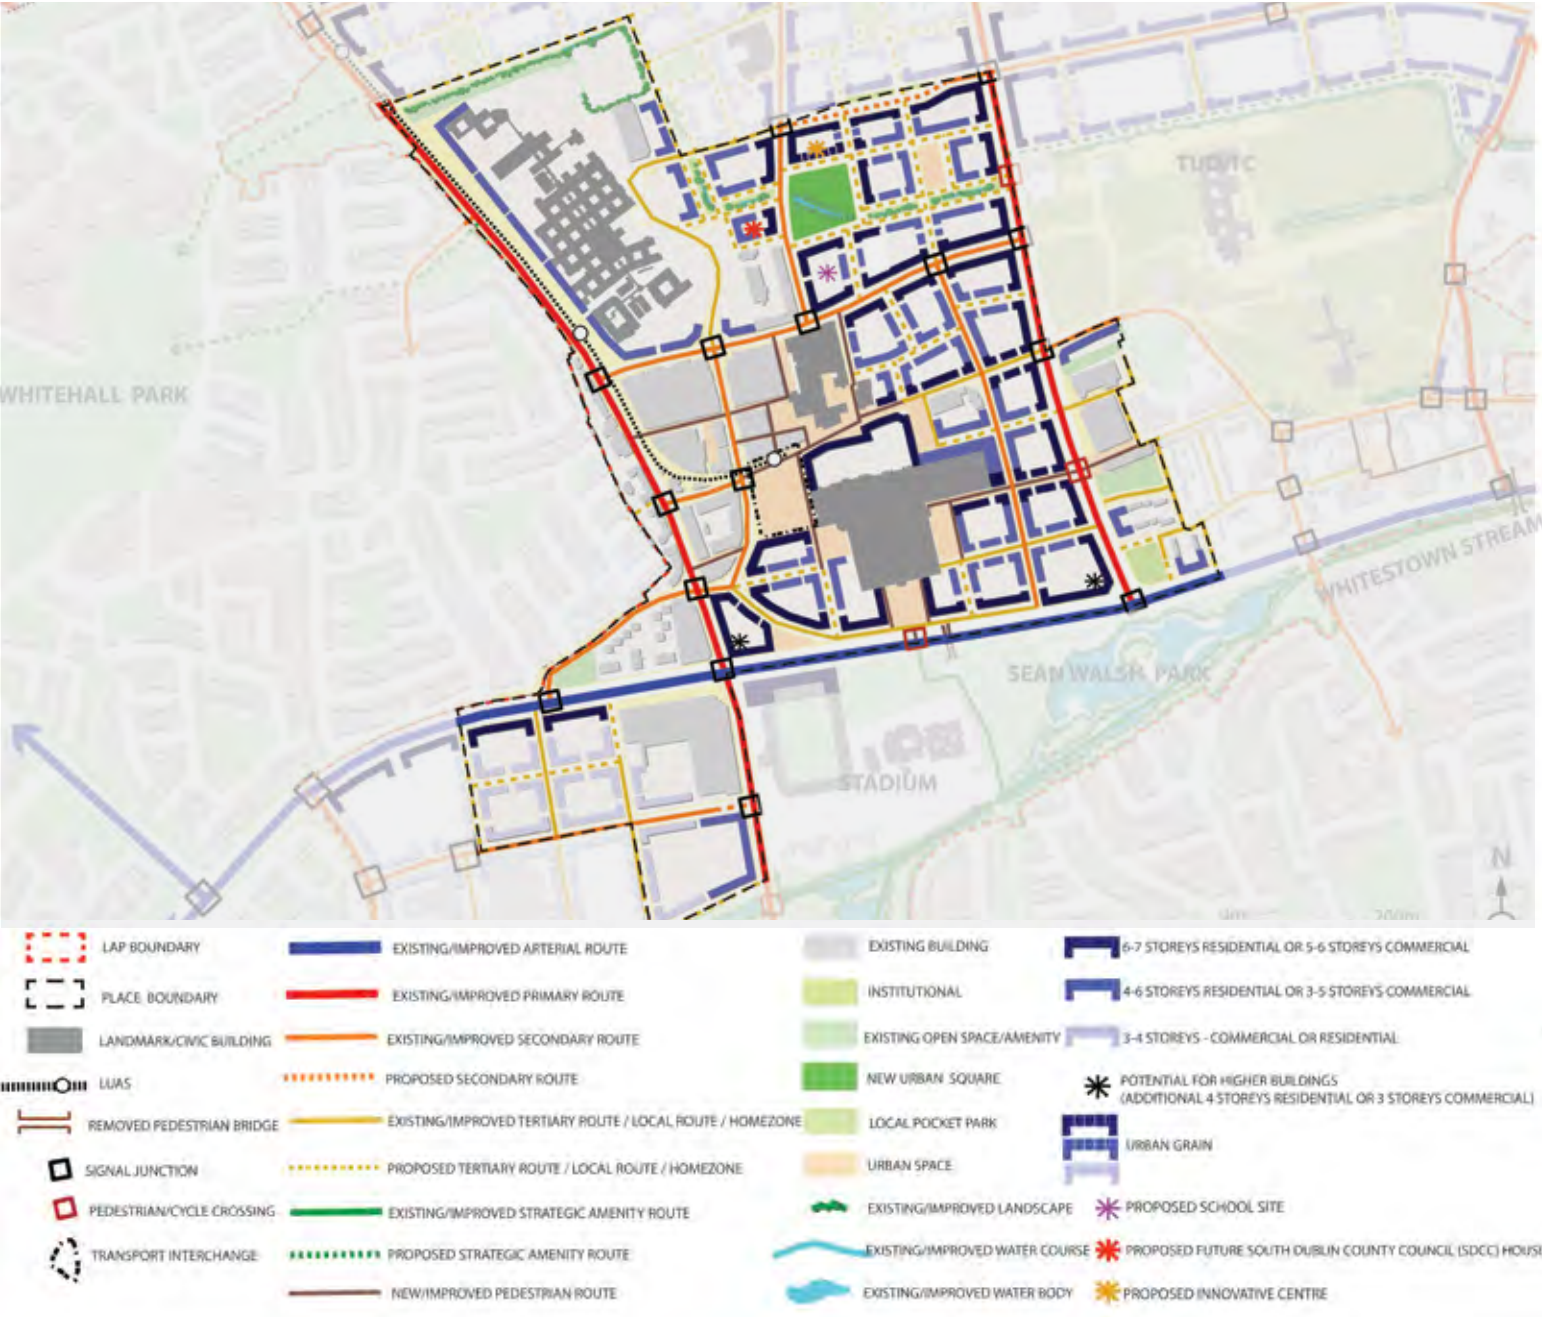 TUD/IC
WHITEHALL PARK
WHITESTOWN STREAM
SEAN WALSH PARK
STADIUM
N
200m
LAP BOUNDARY
PLACE BOUNDARY
LANDMARK/CIVIC BUILDING
LUAS
REMOVED PEDESTRIAN BRIDGE
SIGNAL JUNCTION
PEDESTRIAN/CYCLE CROSSING
TRANSPORT INTERCHANGE
EXISTING/IMPROVED ARTERIAL ROUTE
EXISTING/IMPROVED PRIMARY ROUTE
EXISTING/IMPROVED SECONDARY ROUTE
PROPOSED SECONDARY ROUTE
EXISTING/IMPROVED TERTIARY ROUTE / LOCAL ROUTE / HOMEZONE
PROPOSED TERTIARY ROUTE / LOCAL ROUTE / HOMEZONE
EXISTING/IMPROVED STRATEGIC AMENITY ROUTE
PROPOSED STRATEGIC AMENITY ROUTE
NEW/IMPROVED PEDESTRIAN ROUTE
EXISTING BUILDING
INSTITUTIONAL
EXISTING OPEN SPACE/AMENITY
NEW URBAN SQUARE
LOCAL POCKET PARK
URBAN SPACE
EXISTING/IMPROVED LANDSCAPE
EXISTING/IMPROVED WATER COURSE
EXISTING/IMPROVED WATER BODY
6-7 STOREYS RESIDENTIAL OR 5-6 STOREYS COMMERCIAL
4-6 STOREYS RESIDENTIAL OR 3-5 STOREYS COMMERCIAL
3-4 STOREYS - COMMERCIAL OR RESIDENTIAL
POTENTIAL FOR HIGHER BUILDINGS
(ADDITIONAL 4 STOREYS RESIDENTIAL OR 3 STOREYS COMMERCIAL)
URBAN GRAIN
PROPOSED SCHOOL SITE
PROPOSED FUTURE SOUTH DUBLIN COUNTY COUNCIL (SDCC) HOUSI
PROPOSED INNOVATIVE CENTRE